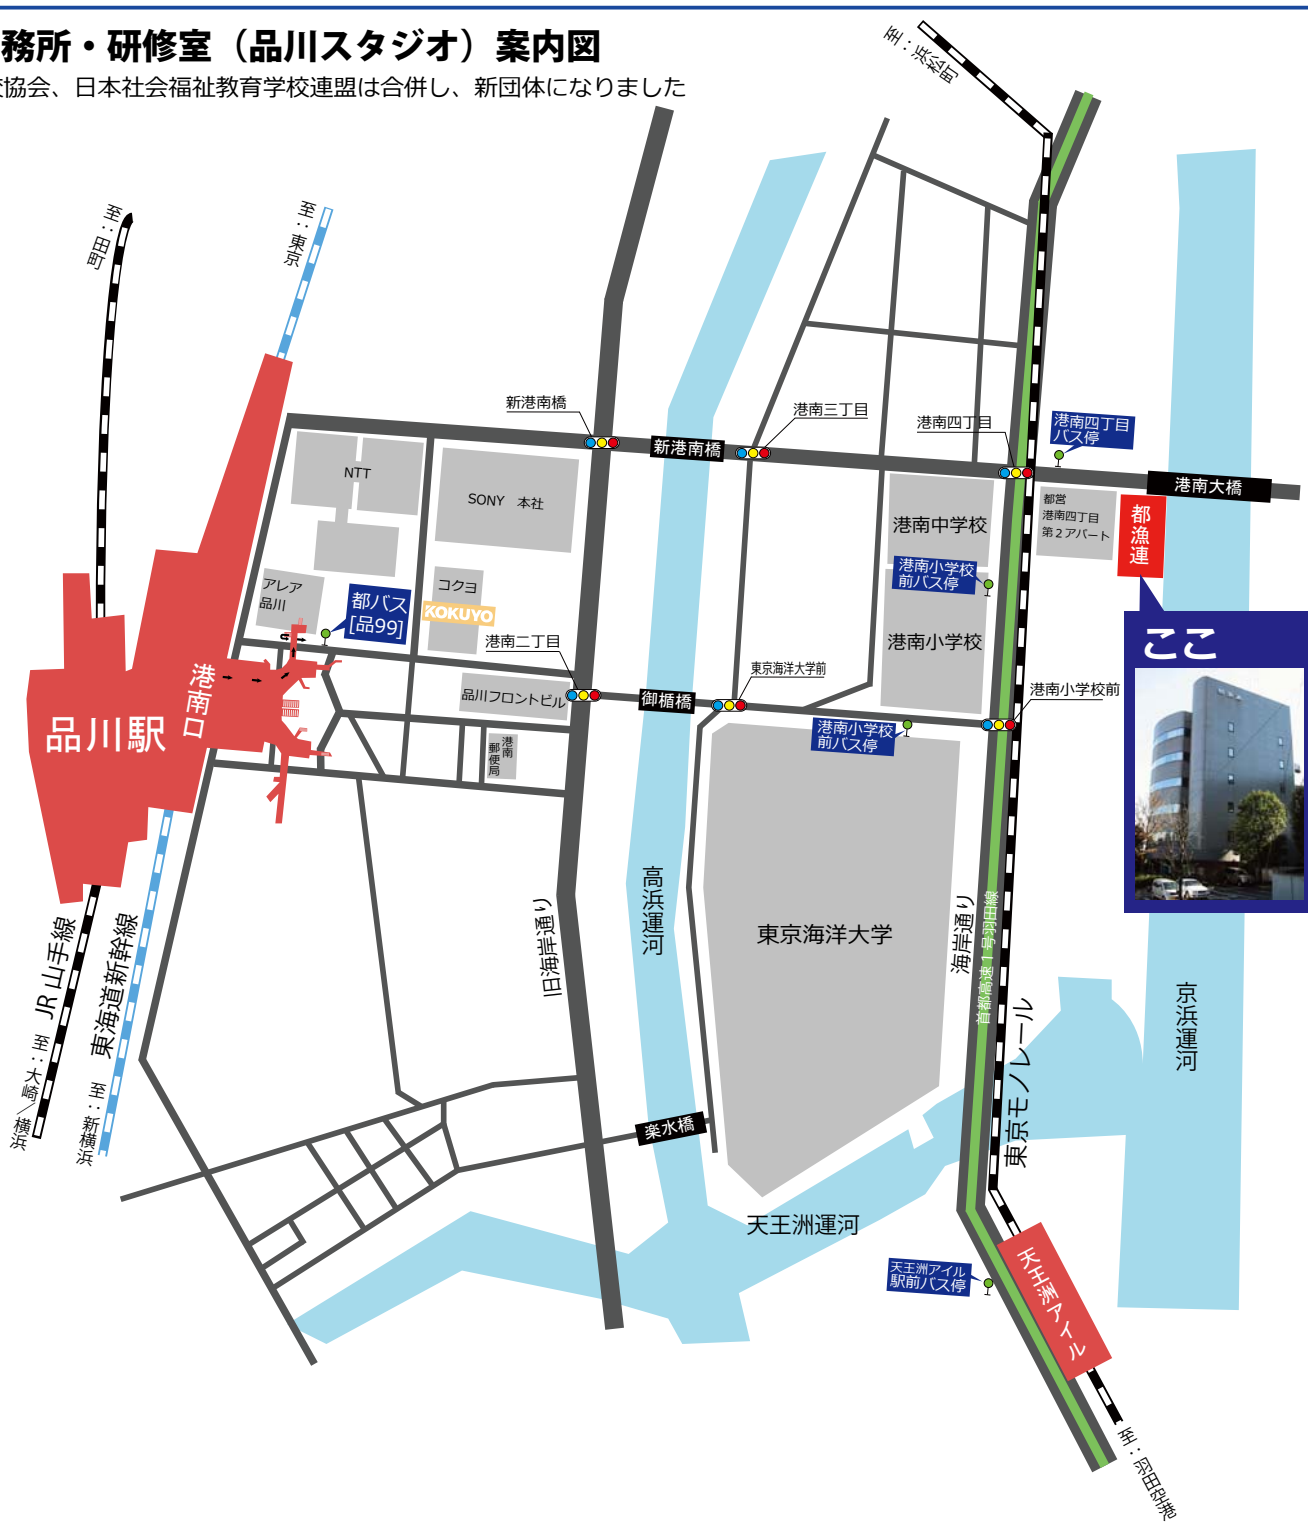 務所・研修室（品川スタジオ）案内図
協会、日本社会福祉教育学校連盟は合併し、新団体になりました
至：浜松町
至：町田
至：東京
新港南橋
港南三丁目
港南四丁目
港南四丁目
バス停
新港南橋
港南大橋
NTT
SONY 本社
都営
港南四丁目
第２アパート
都漁連
港南中学校
港南小学校
前バス停
アレア
品川
都バス
[品99]
コクヨ
KOKUYO
港南二丁目
港南小学校
ここ
東京海洋大学前
港南口
品川駅
品川フロントビル
御楯橋
港南小学校前
港南小学校
前バス停
港南
郵便局
高浜運河
旧海岸通り
東京海洋大学
海岸通り
首都高速１号羽田線
東京モノレール
京浜運河
JR 山手線
至：大崎／横浜
東海道新幹線
至：新横浜
楽水橋
天王洲運河
天王洲アイル
駅前バス停
天王洲アイル
至：羽田空港